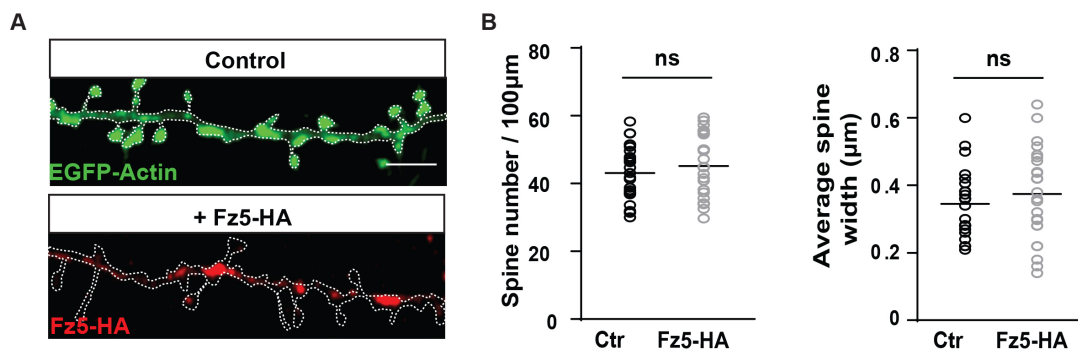 A
Control
EGFP-Actin
+ Fz5-HA
Fz5-HA
B
Spine number / 100μm
80
60
40
20
0
ns
Ctr
Fz5-HA
Average spine
width (μm)
0.8
0.6
0.4
0.2
0
ns
Ctr
Fz5-HA